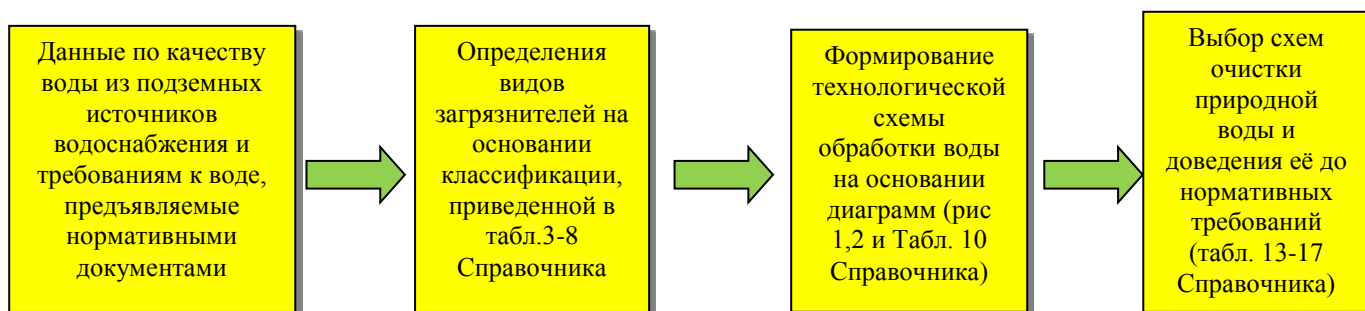 Данные по качеству
воды из подземных
источников
водоснабжения и
требованиям к воде,
предъявляемые
нормативными
документами
Определения
видов
загрязнителей на
основании
классификации,
приведенной в
табл.3-8
Справочника
Формирование
технологической
схемы
обработки воды
на основании
диаграмм (рис
1,2 и Табл. 10
Справочника)
Выбор схем
очистки
природной
воды и
доведения её до
нормативных
требований
(табл. 13-17
Справочника)